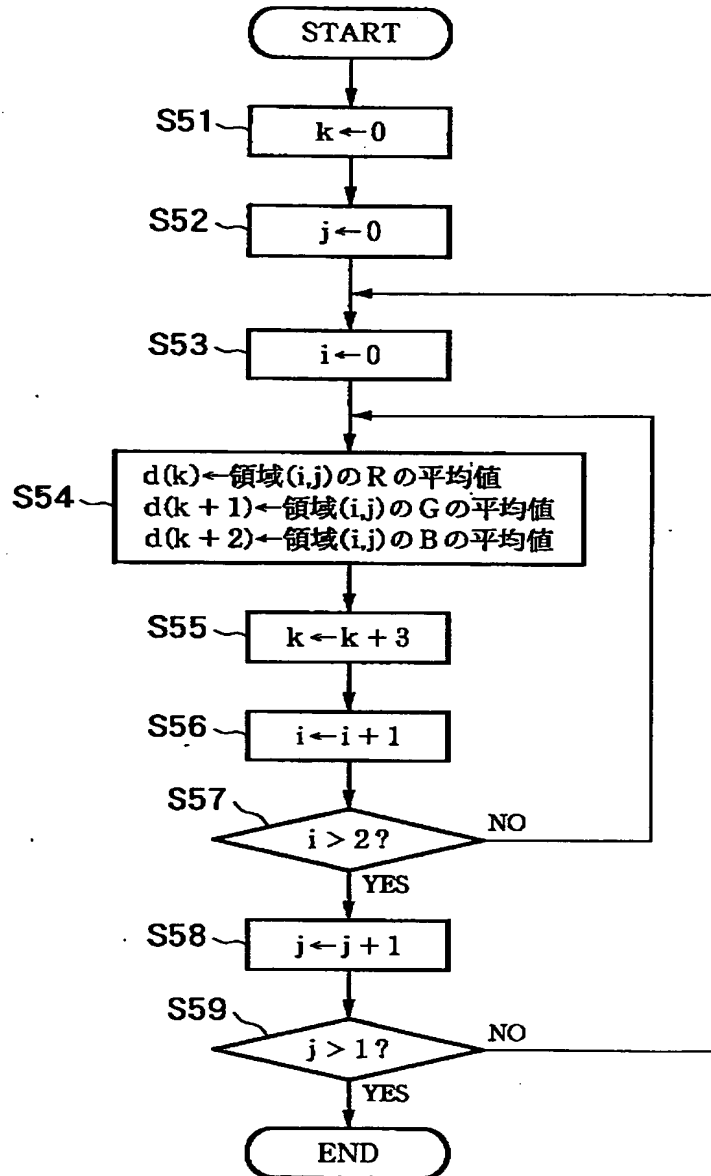 START
S51
k←0
S52
j←0
S53
i←0
S54
d(k)←領域(i,j)のRの平均値
d(k + 1)←領域(i,j)のGの平均値
d(k + 2)←領域(i,j)のBの平均値
S55
k←k + 3
S56
i←i + 1
S57
i > 2?
NO
YES
S58
j←j + 1
S59
j > 1?
NO
YES
END